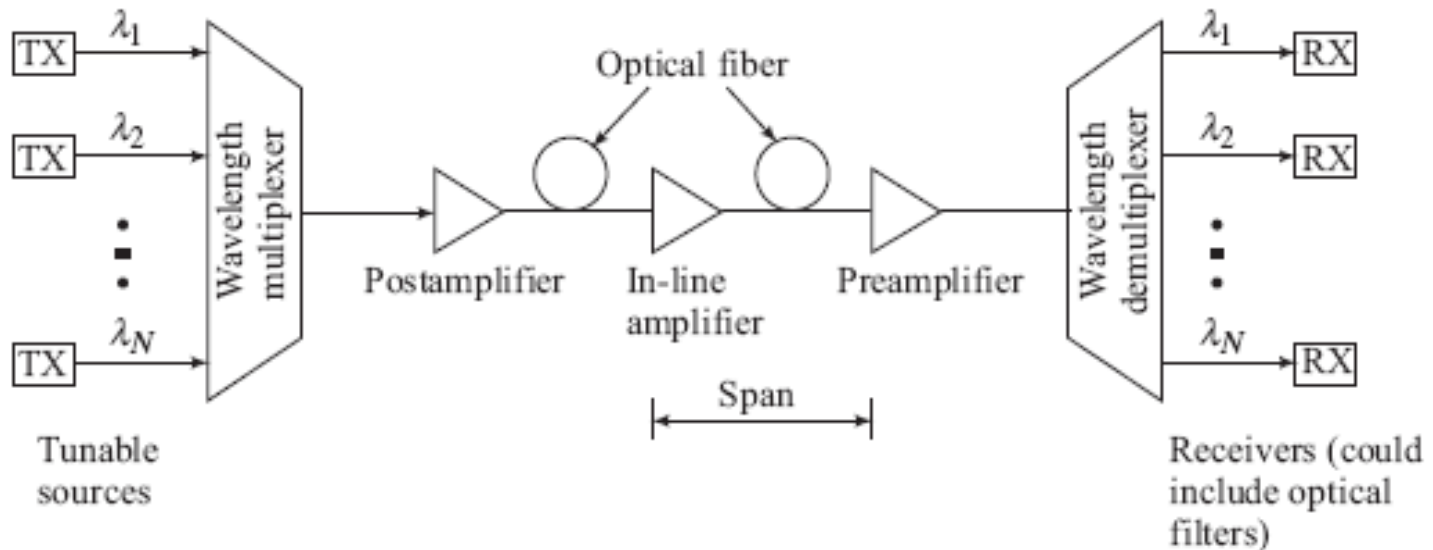 TX
λ1
TX
λ2
TX
λN
Tunable
sources
Wavelength
multiplexer
Optical fiber
Postamplifier
In-line
amplifier
Preamplifier
Span
Wavelength
demultiplexer
λ1
RX
λ2
RX
λN
RX
Receivers (could
include optical
filters)